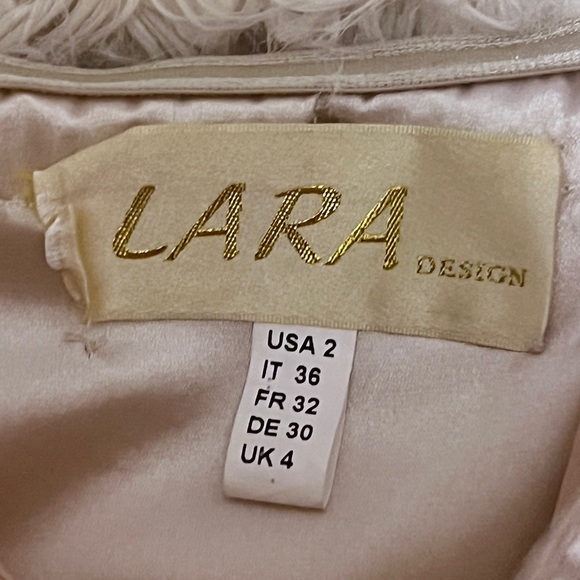 LARA DESIGN
USA 2
IT 36
FR 32
DE 30
UK 4